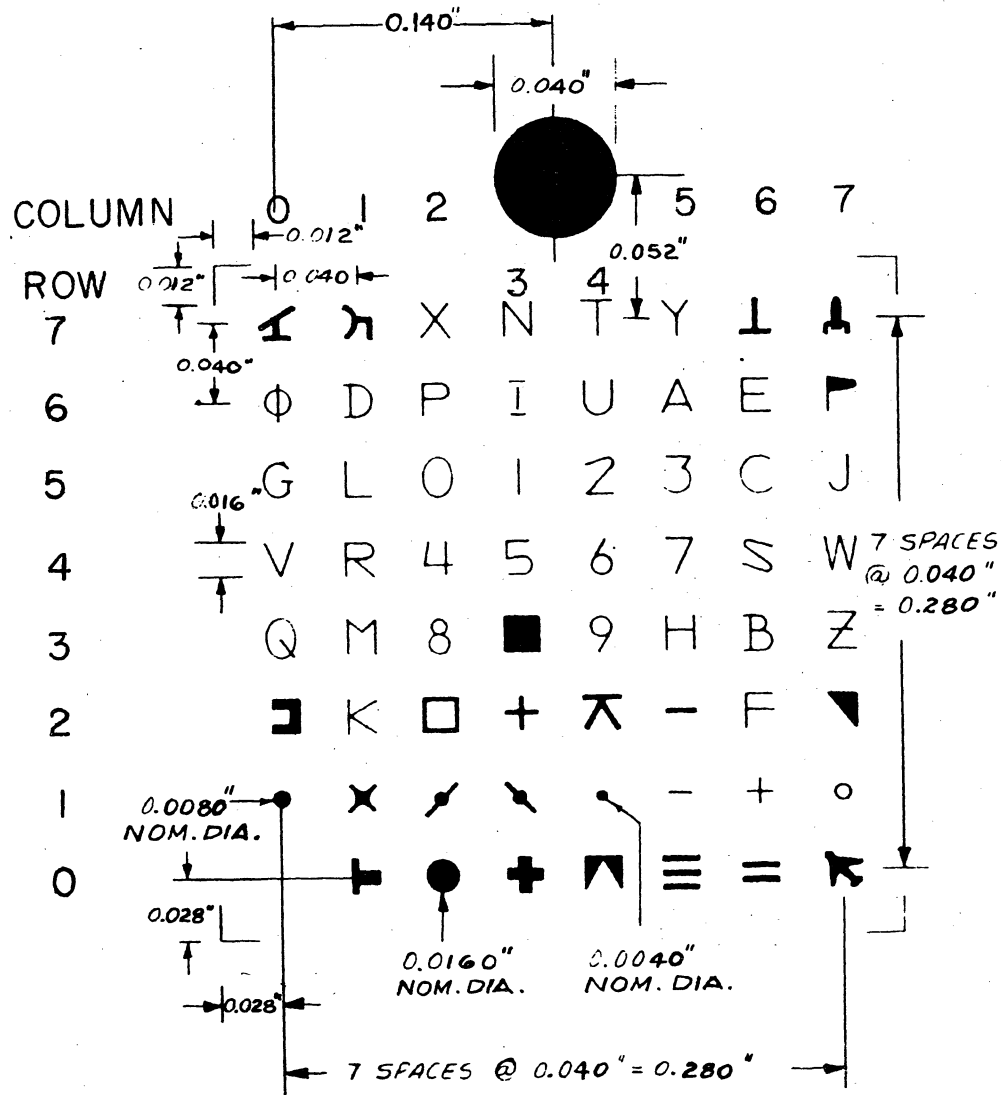 0.140"
0.040"
COLUMN 0 1 2 5 6 7
0.012"
0.052"
ROW 0.012" 0.040 3 4
7 X N T Y
0.040"
6 Φ D P I U A E
5 G L 0 1 2 3 C J
0.016"
4 V R 4 5 6 7 S W
7 SPACES
@ 0.040"
= 0.280"
3 Q M 8 9 H B Z
2 K + - F
1 - +
0.0080"
NOM. DIA.
0 =
0.028"
0.0160"
NOM. DIA.
0.0040"
NOM. DIA.
0.028"
7 SPACES @ 0.040" = 0.280"